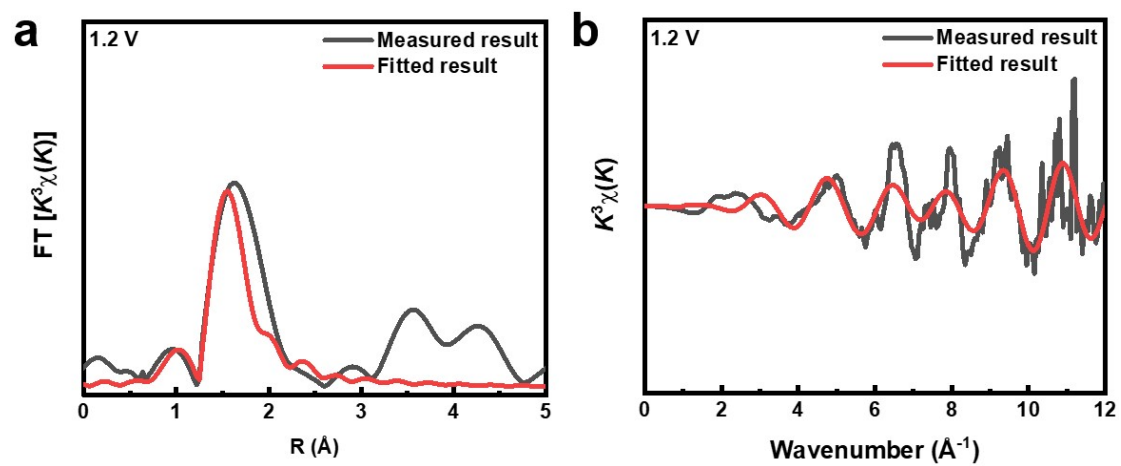 a
1.2 V
Measured result
Fitted result
FT [K³χ(K)]
0 1 2 3 4 5
R (Å)
b
1.2 V
Measured result
Fitted result
K³χ(K)
0 2 4 6 8 10 12
Wavenumber (Å⁻¹)